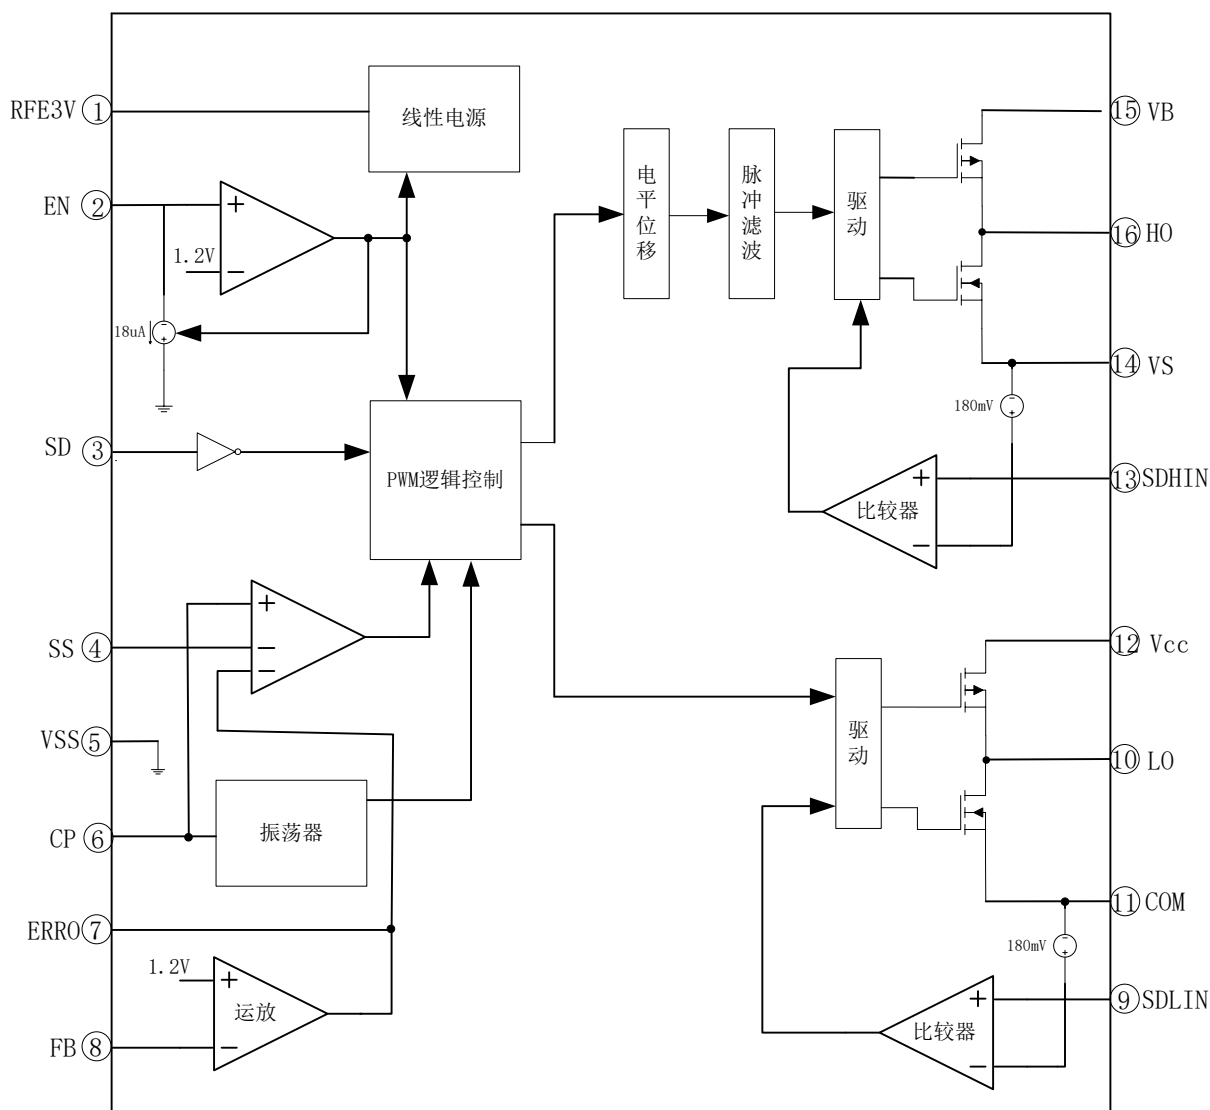 RFE3V 1
线性电源
15 VB
EN 2
+
1.2V
−
电平位移
脉冲滤波
驱动
16 HO
18uA
−
+
14 VS
180mV
−
+
SD 3
PWM逻辑控制
+
13 SDHIN
比较器
−
+
SS 4
−
−
12 Vcc
VSS 5
驱动
10 LO
CP 6
振荡器
ERRO 7
11 COM
180mV
−
+
1.2V
+
运放
FB 8
−
+
9 SDLIN
比较器
−